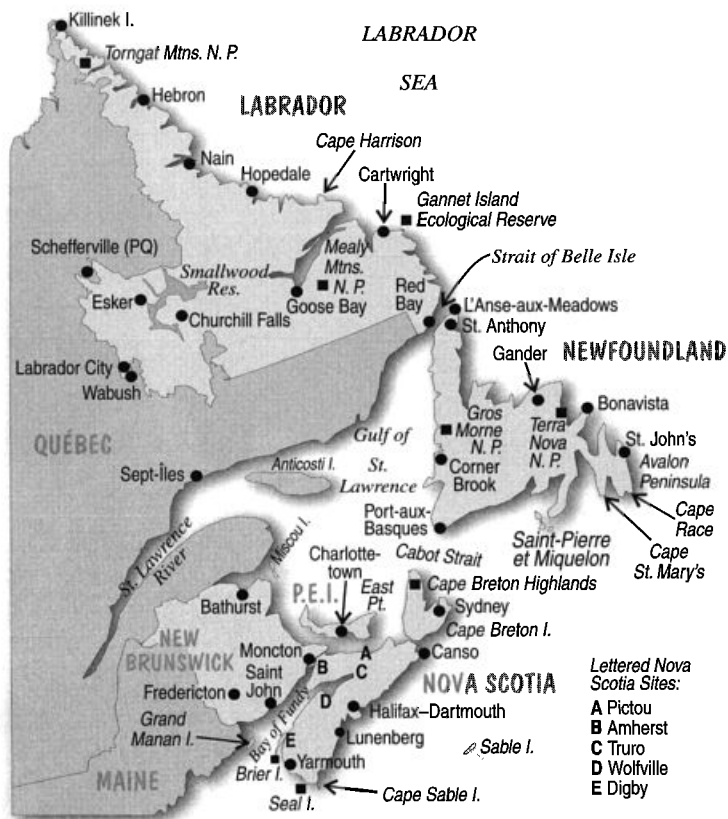 Killinek I.
LABRADOR
SEA
Torngat Mtns. N. P.
Hebron
LABRADOR
Cape Harrison
Nain
Hopedale
Cartwright
Gannet Island
Ecological Reserve
Schefferville (PQ)
Smallwood
Res.
Mealy
Mtns.
N. P.
Strait of Belle Isle
Esker
Goose Bay
Red
Bay
L'Anse-aux-Meadows
Churchill Falls
St. Anthony
Gander
NEWFOUNDLAND
Labrador City
Wabush
Bonavista
Gros
Morne
N. P.
Terra
Nova
N. P.
QUÉBEC
Gulf of
St.
Lawrence
St. John's
Avalon
Peninsula
Sept-Îles
Anticosti I.
Corner
Brook
Port-aux-
Basques
Cape
Race
Saint-Pierre
et Miquelon
Cape
St. Mary's
St. Lawrence
River
Miscou I.
Cabot Strait
Charlotte-
town
P.E.I.
East
Pt.
Cape Breton Highlands
Bathurst
Sydney
Cape Breton I.
NEW
BRUNSWICK
Moncton
A
B
C
Canso
Saint
John
NOVA SCOTIA
Fredericton
D
Halifax–Dartmouth
Grand
Manan I.
Bay of Fundy
Lunenberg
E
Sable I.
MAINE
Brier I.
Yarmouth
Seal I.
Cape Sable I.
Lettered Nova
Scotia Sites:
A Pictou
B Amherst
C Truro
D Wolfville
E Digby